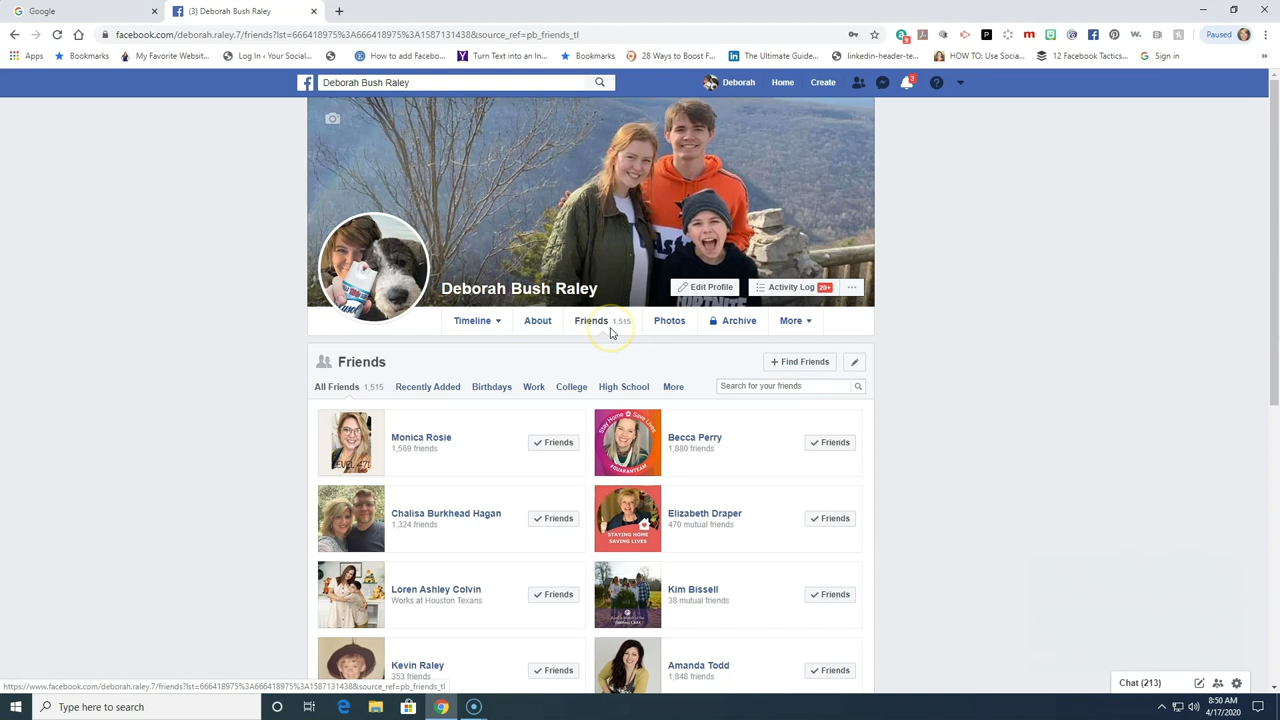 Google
(3) Deborah Bush Raley
facebook.com/deborah.raley.7/friends?lst=666418975%3A666418975%3A1587131438&source_ref=pb_friends_tl
Paused
Apps
Bookmarks
My Favorite Websit...
Log In ‹ Your Social...
How to add Faceboo...
Turn Text into an In...
Bookmarks
28 Ways to Boost F...
The Ultimate Guide...
linkedin-header-te...
HOW TO: Use Socia...
12 Facebook Tactics...
Sign in
»
Deborah Bush Raley
Deborah
Home
Create
3
Deborah Bush Raley
Edit Profile
Activity Log 20+
Timeline
About
Friends 1,515
Photos
Archive
More
Friends
+ Find Friends
All Friends 1,515
Recently Added
Birthdays
Work
College
High School
More
Search for your friends
Monica Rosie
1,569 friends
Friends
Becca Perry
1,880 friends
Friends
Chalisa Burkhead Hagan
1,324 friends
Friends
STAYING HOME
SAVING LIVES
Elizabeth Draper
470 mutual friends
Friends
Loren Ashley Colvin
Works at Houston Texans
Friends
Kim Bissell
38 mutual friends
Friends
Kevin Raley
353 friends
Friends
Amanda Todd
1,848 friends
Friends
https://www.facebook.com/deborah.raley.7/friends?lst=666418975%3A666418975%3A1587131438&source_ref=pb_friends_tl
Chat (213)
Type here to search
8:50 AM
4/17/2020